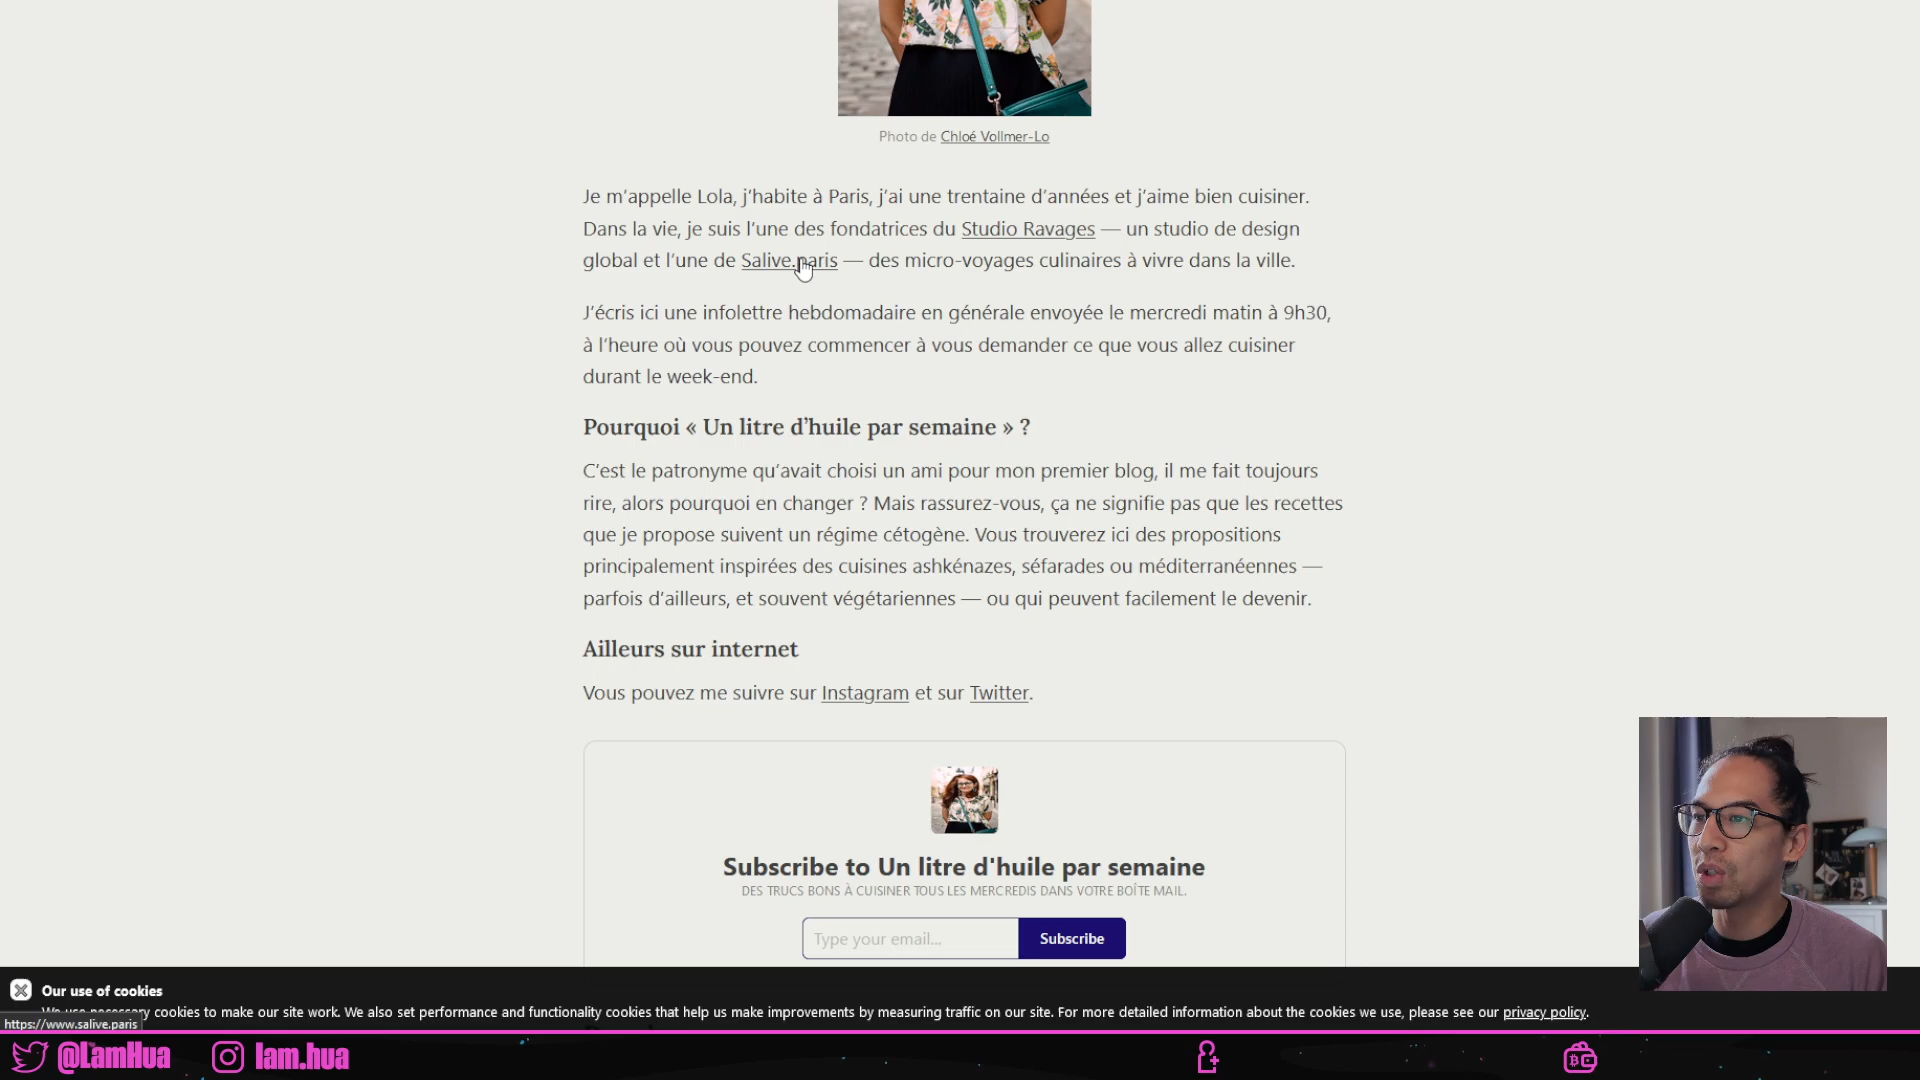 Photo de Chloé Vollmer-Lo
Je m'appelle Lola, j'habite à Paris, j'ai une trentaine d'années et j'aime bien cuisiner.
Dans la vie, je suis l'une des fondatrices du Studio Ravages — un studio de design
global et l'une de Salive.paris — des micro-voyages culinaires à vivre dans la ville.
J'écris ici une infolettre hebdomadaire en générale envoyée le mercredi matin à 9h30,
à l'heure où vous pouvez commencer à vous demander ce que vous allez cuisiner
durant le week-end.
Pourquoi « Un litre d'huile par semaine » ?
C'est le patronyme qu'avait choisi un ami pour mon premier blog, il me fait toujours
rire, alors pourquoi en changer ? Mais rassurez-vous, ça ne signifie pas que les recettes
que je propose suivent un régime cétogène. Vous trouverez ici des propositions
principalement inspirées des cuisines ashkénazes, séfarades ou méditerranéennes —
parfois d'ailleurs, et souvent végétariennes — ou qui peuvent facilement le devenir.
Ailleurs sur internet
Vous pouvez me suivre sur Instagram et sur Twitter.
Subscribe to Un litre d'huile par semaine
DES TRUCS BONS À CUISINER TOUS LES MERCREDIS DANS VOTRE BOÎTE MAIL.
Type your email... Subscribe
Our use of cookies
We use necessary cookies to make our site work. We also set performance and functionality cookies that help us make improvements by measuring traffic on our site. For more detailed information about the cookies we use, please see our privacy policy.
https://www.salive.paris
@LamHua lam.hua